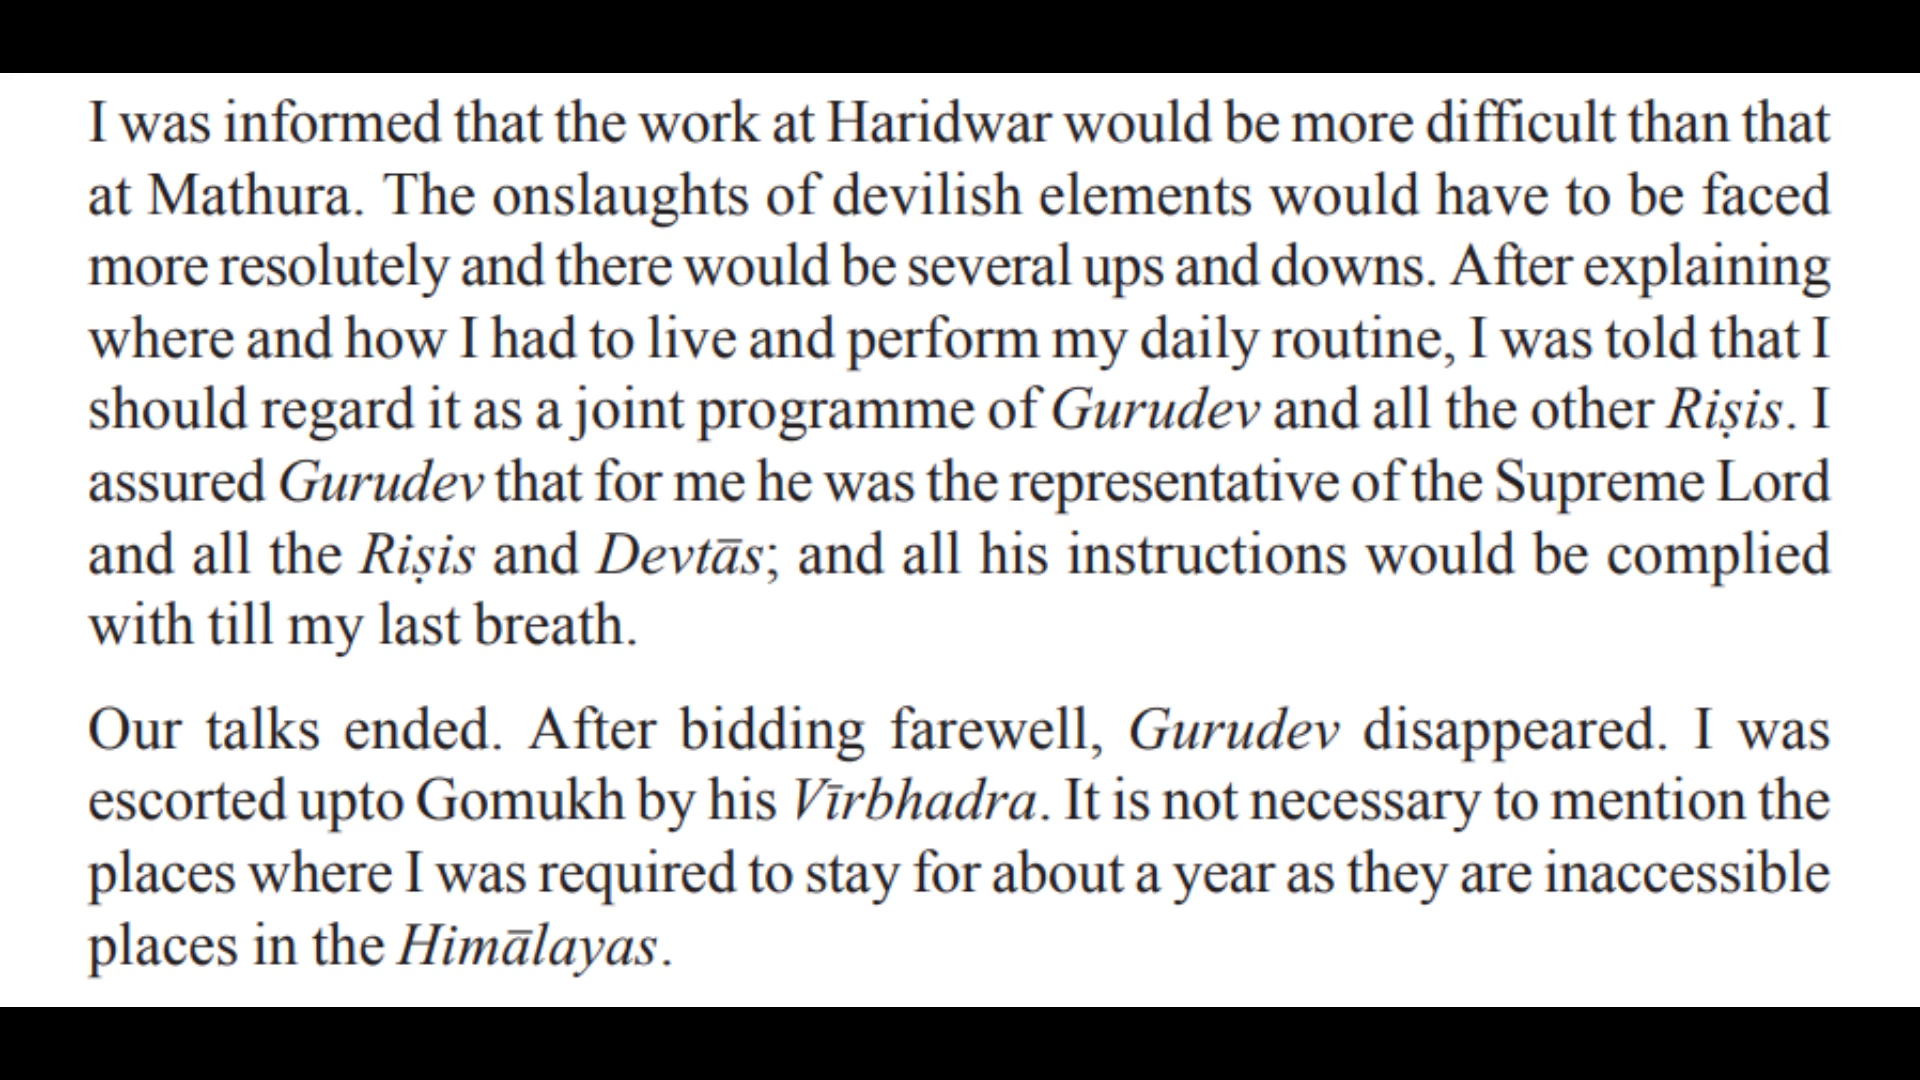 I was informed that the work at Haridwar would be more difficult than that
at Mathura. The onslaughts of devilish elements would have to be faced
more resolutely and there would be several ups and downs. After explaining
where and how I had to live and perform my daily routine, I was told that I
should regard it as a joint programme of Gurudev and all the other Riṣis. I
assured Gurudev that for me he was the representative of the Supreme Lord
and all the Riṣis and Devtās; and all his instructions would be complied
with till my last breath.
Our talks ended. After bidding farewell, Gurudev disappeared. I was
escorted upto Gomukh by his Vīrbhadra. It is not necessary to mention the
places where I was required to stay for about a year as they are inaccessible
places in the Himālayas.